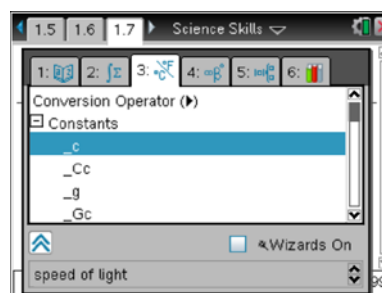 1.5 1.6 1.7 Science Skills
1: 2: ∫Σ 3: °C°F 4: ∞β° 5: 6:
Conversion Operator (▶)
Constants
_c
_Cc
_g
_Gc
Wizards On
speed of light